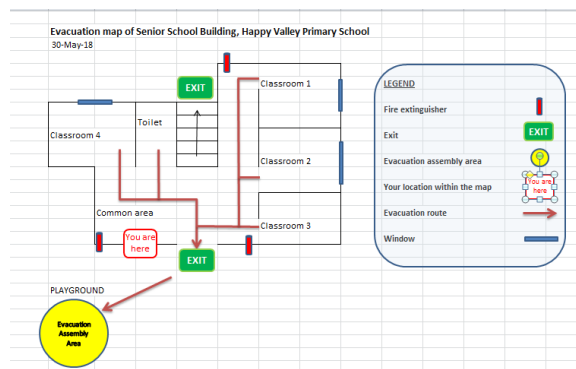 Evacuation map of Senior School Building, Happy Valley Primary School
30-May-18
EXIT
Classroom 1
Toilet
Classroom 4
Classroom 2
Common area
Classroom 3
You are
here
EXIT
PLAYGROUND
Evacuation
Assembly
Area
LEGEND
Fire extinguisher
Exit
EXIT
Evacuation assembly area
Your location within the map
You are
here
Evacuation route
Window